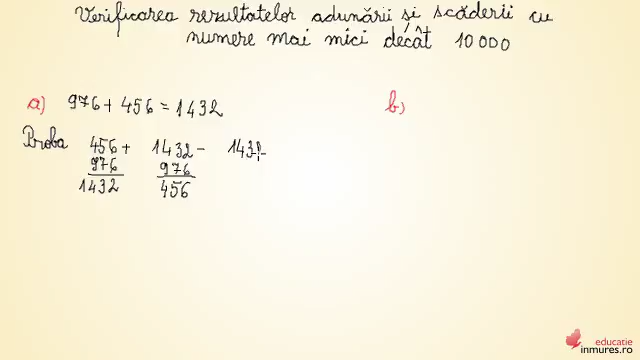 Verificarea rezultatelor adunării și scăderii cu
numere mai mici decât 10 000
a) 976 + 456 = 1432
b)
Proba 456 + 1432 - 1432 -
976 976
1432 456
educatie
inmures.ro